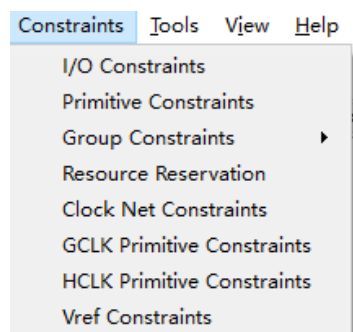 Constraints Tools View Help
I/O Constraints
Primitive Constraints
Group Constraints
Resource Reservation
Clock Net Constraints
GCLK Primitive Constraints
HCLK Primitive Constraints
Vref Constraints